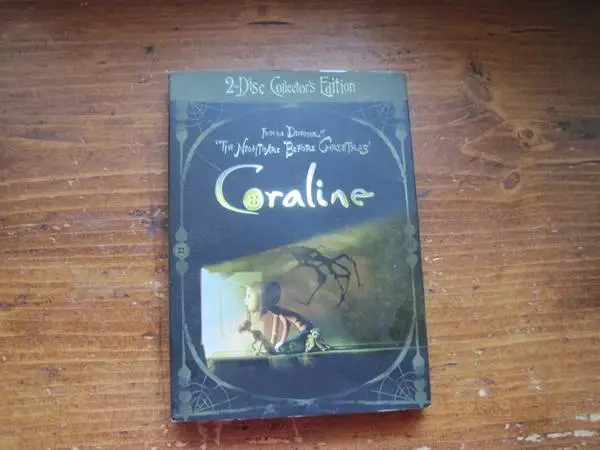 2-Disc Collector's Edition
From the Director of
"The Nightmare Before Christmas"
Coraline